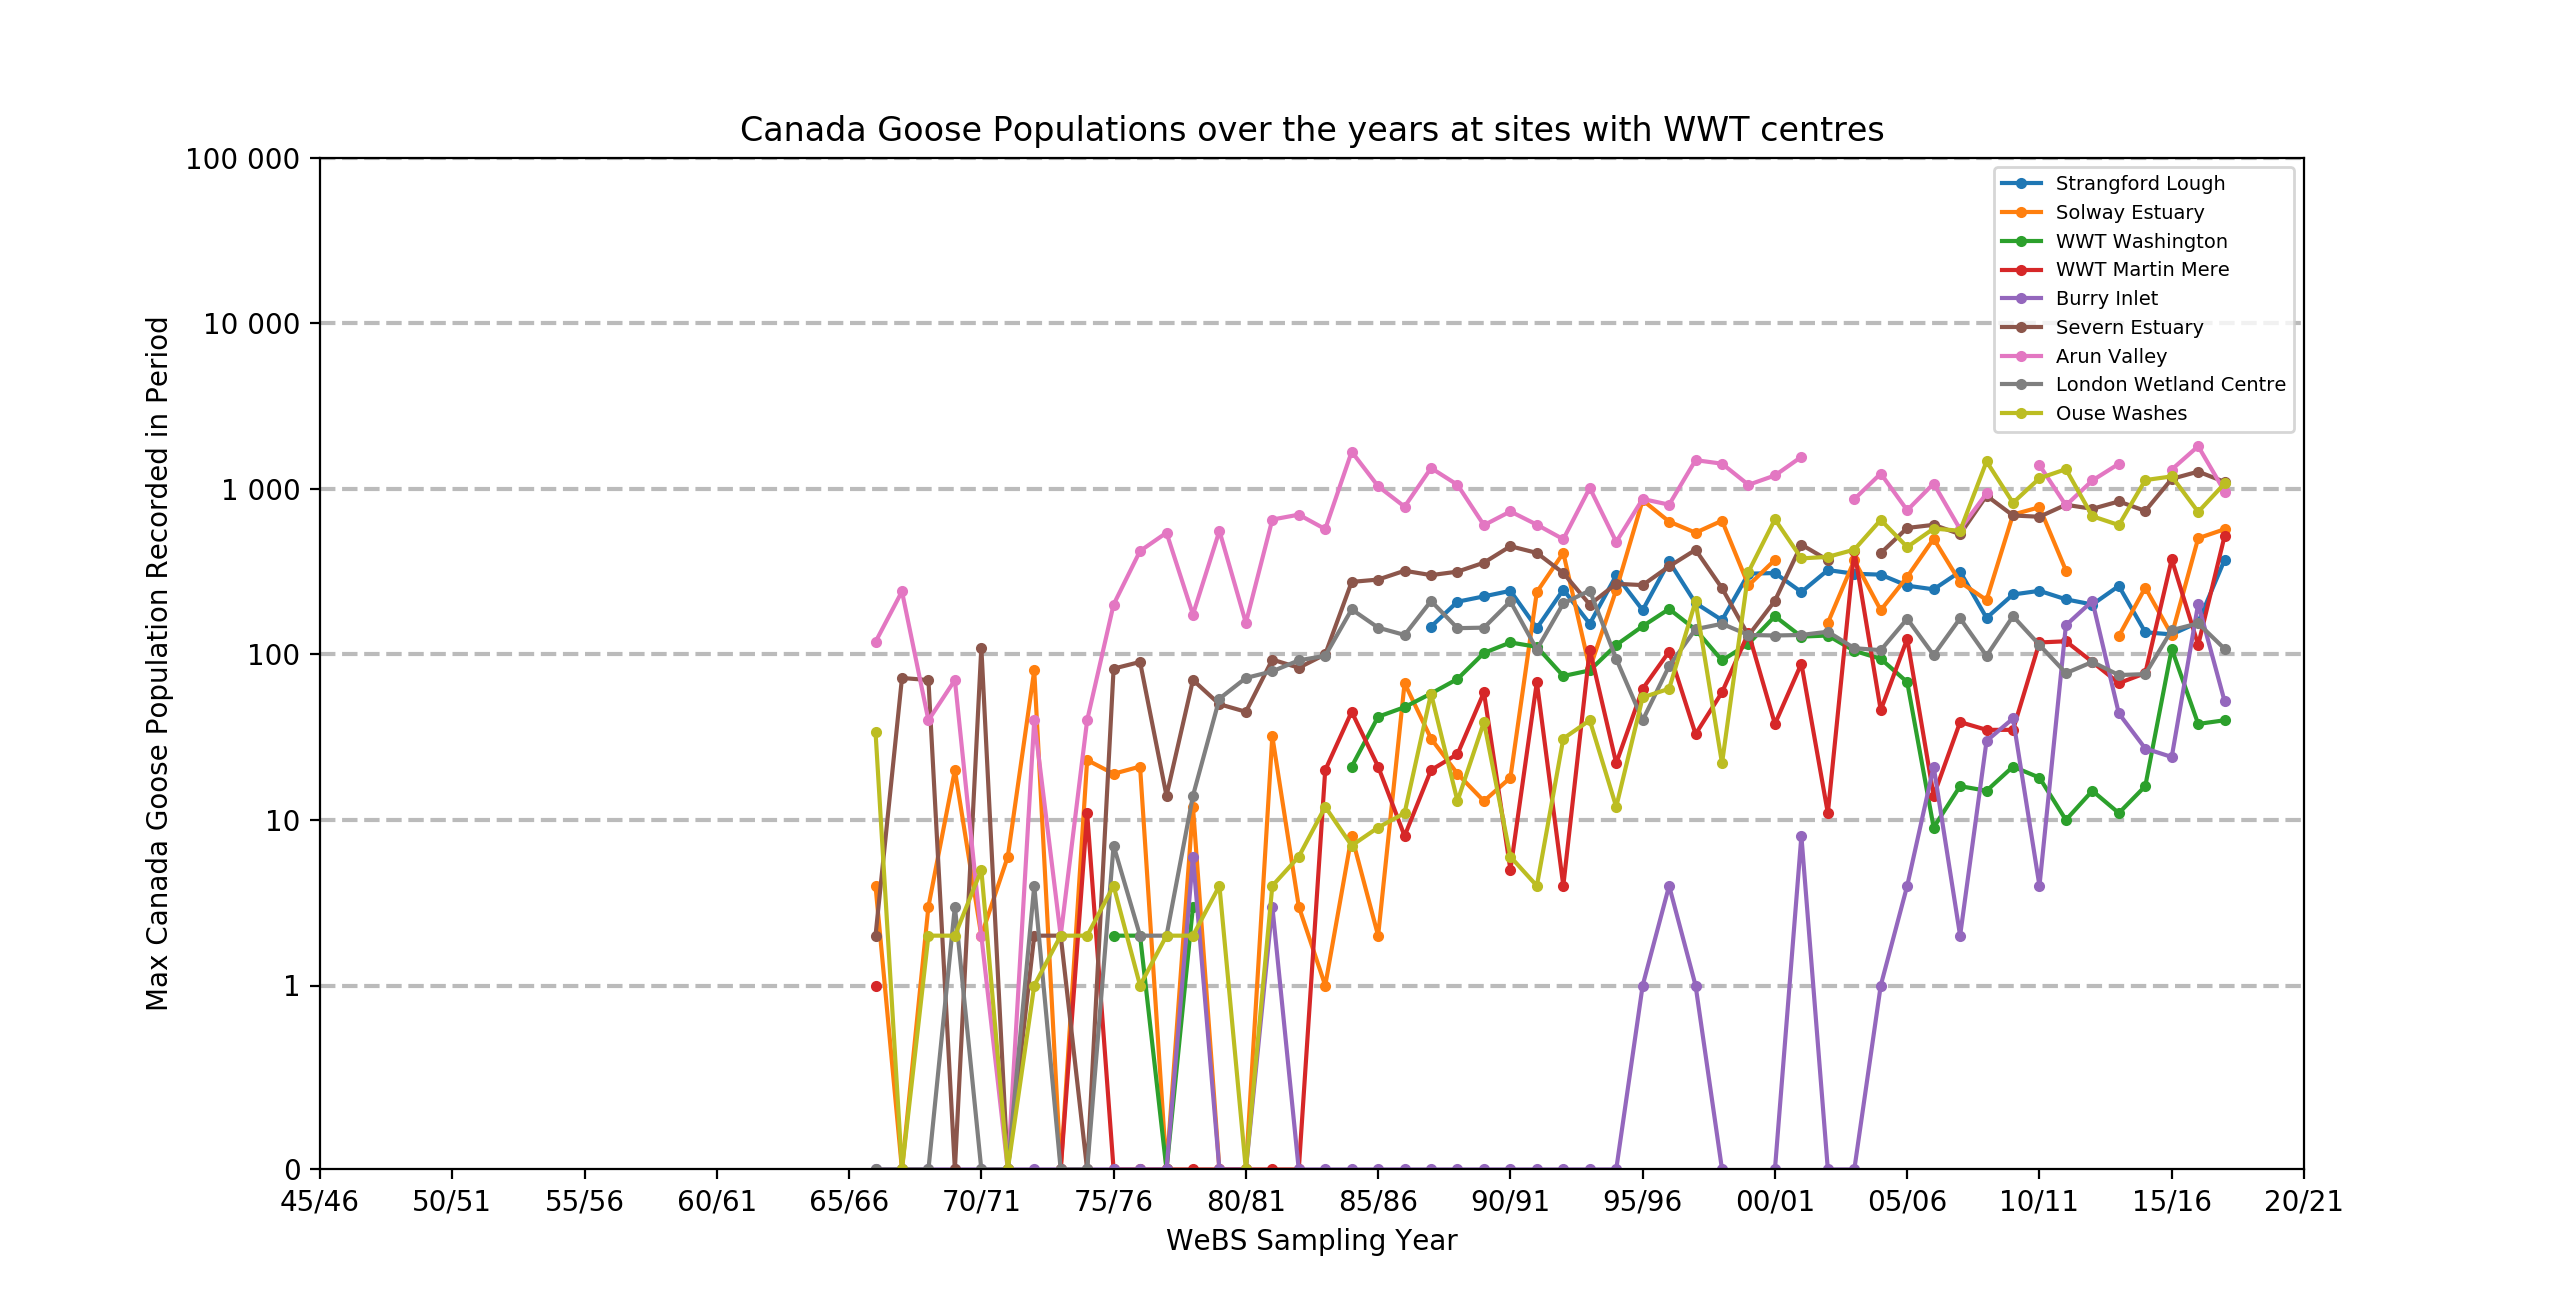 Canada Goose Populations over the years at sites with WWT centres
100 000
10 000
1 000
100
10
1
0
Max Canada Goose Population Recorded in Period
Strangford Lough
Solway Estuary
WWT Washington
WWT Martin Mere
Burry Inlet
Severn Estuary
Arun Valley
London Wetland Centre
Ouse Washes
45/46 50/51 55/56 60/61 65/66 70/71 75/76 80/81 85/86 90/91 95/96 00/01 05/06 10/11 15/16 20/21
WeBS Sampling Year